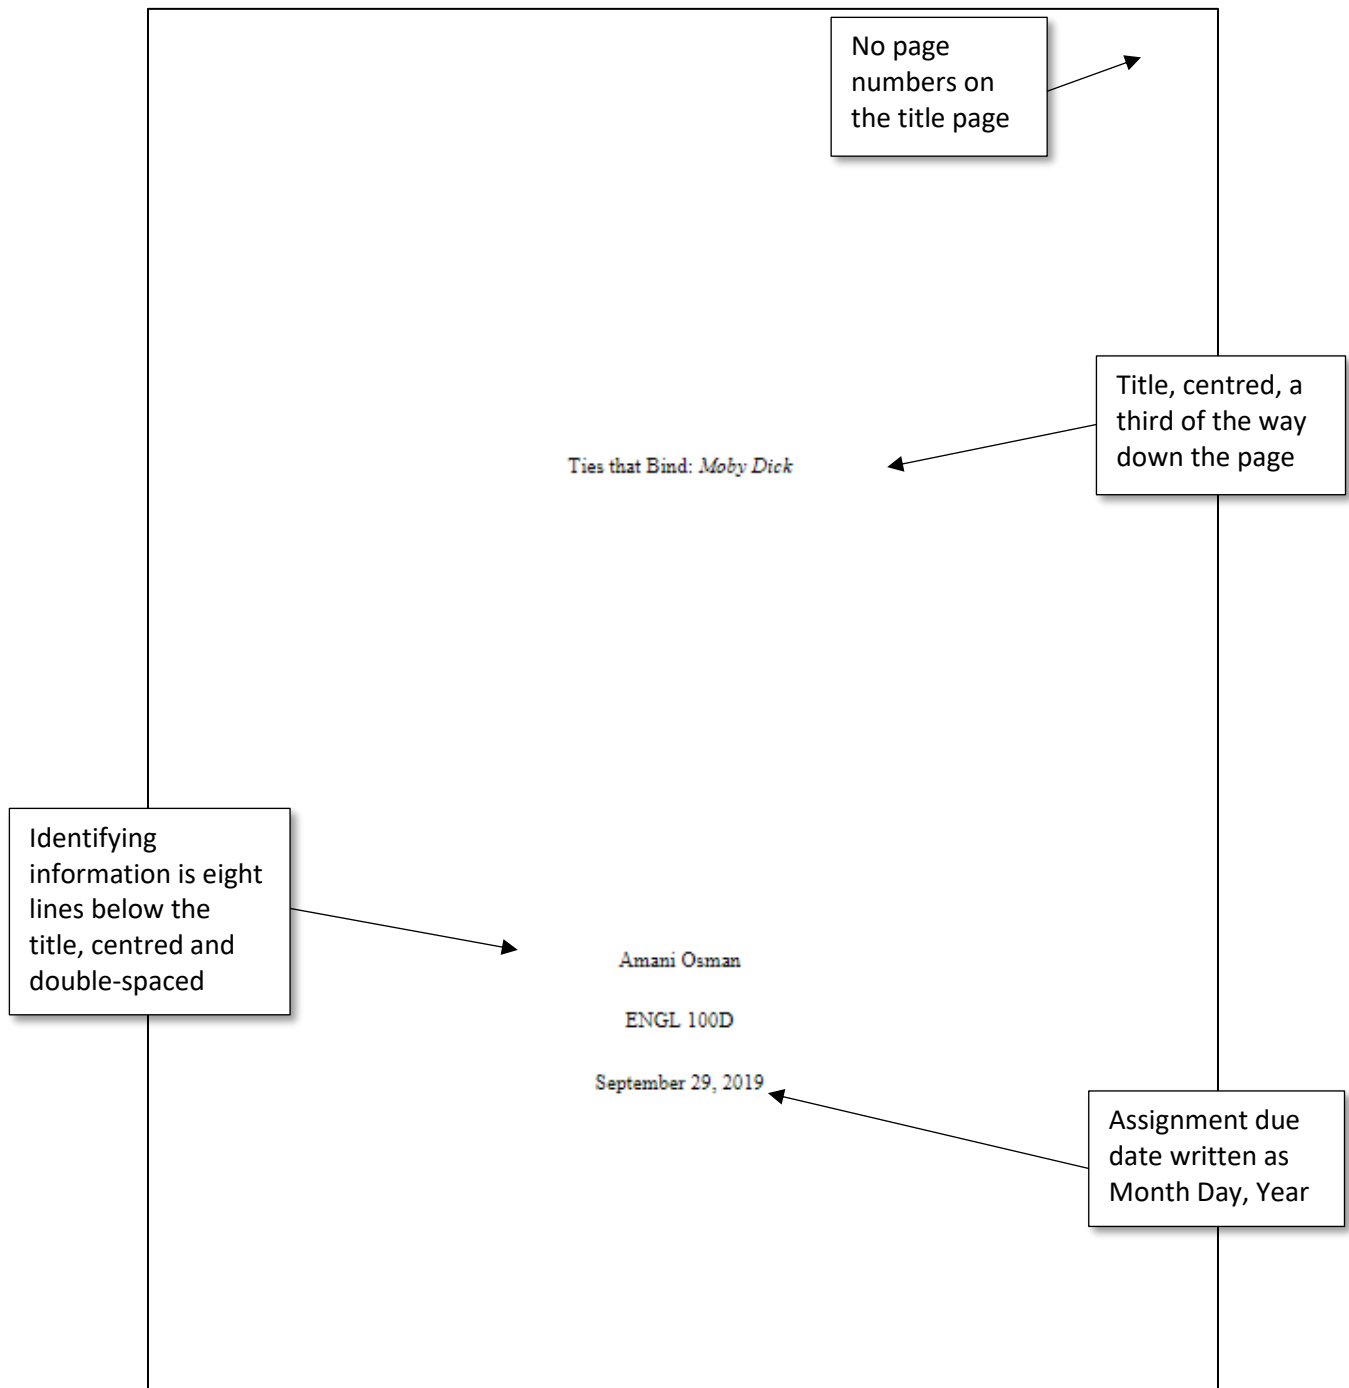 No page
numbers on
the title page
Title, centred, a
third of the way
down the page
Ties that Bind: Moby Dick
Identifying
information is eight
lines below the
title, centred and
double-spaced
Amani Osman
ENGL 100D
September 29, 2019
Assignment due
date written as
Month Day, Year